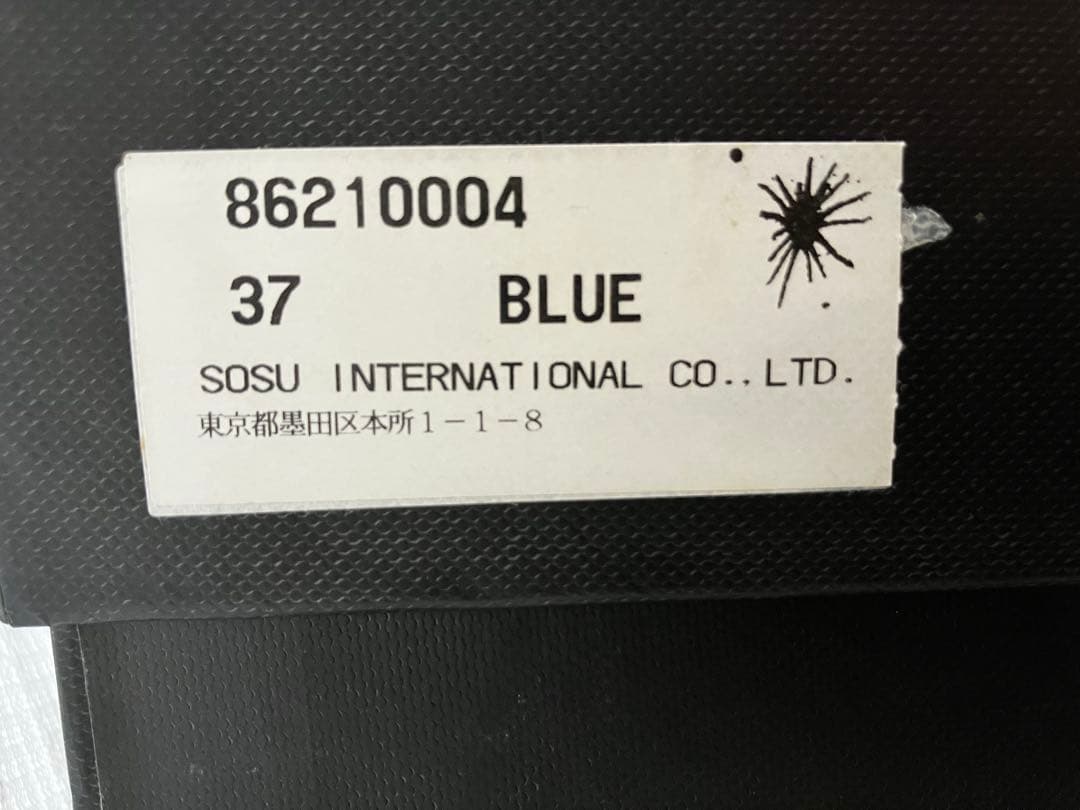 86210004
37 BLUE
SOSU INTERNATIONAL CO.,LTD.
東京都墨田区本所1-1-8